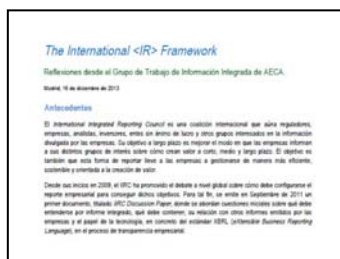 The International <IR> Framework
Reflexiones desde el Grupo de Trabajo de Información Integrada de AECA
Madrid, 16 de diciembre de 2013
Antecedentes
El International Integrated Reporting Council es una coalición internacional que aúna reguladores,
empresas, analistas, inversores, entes sin ánimo de lucro y otros grupos interesados en la información
divulgada por las empresas. Su objetivo a largo plazo es mejorar el modo en que las empresas informan
a sus distintos grupos de interés sobre cómo crean valor a corto, medio y largo plazo. El objetivo es
también que esta forma de reportar lleve a las empresas a gestionarse de manera más eficiente,
sostenible y orientada a la creación de valor.
Desde sus inicios en 2009, el IIRC ha promovido el debate a nivel global sobre cómo debe configurarse el
reporte empresarial para conseguir dichos objetivos. Para tal fin, se emite en Septiembre de 2011 un
primer documento, titulado IIRC Discussion Paper, donde se abordan cuestiones iniciales sobre qué debe
entenderse por informe integrado, qué debe contener, su relación con otros informes emitidos por las
empresas y el papel de la tecnología, en concreto del estándar XBRL (eXtensible Business Reporting
Language), en el proceso de transparencia empresarial.